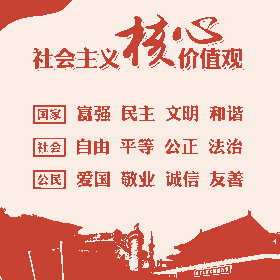 社会主义核心价值观
国家 富强 民主 文明 和谐
社会 自由 平等 公正 法治
公民 爱国 敬业 诚信 友善